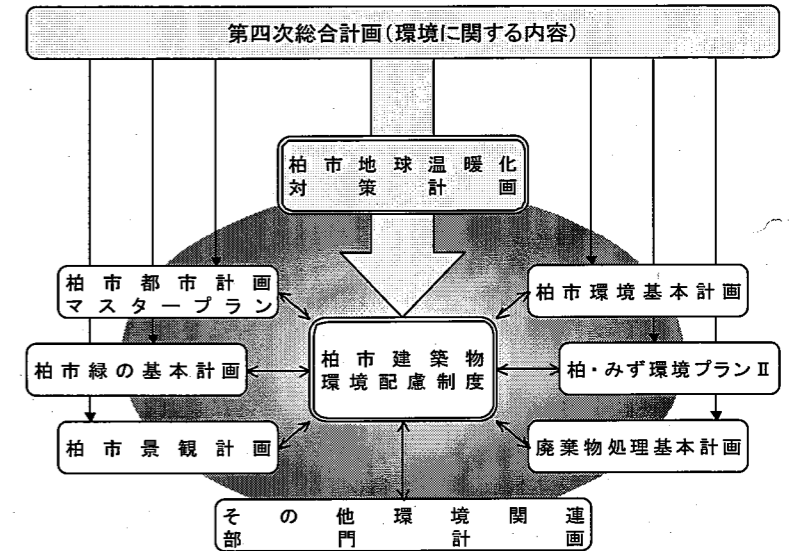 第四次総合計画(環境に関する内容)
柏市地球温暖化
対策計画
柏市都市計画
マスタープラン
柏市環境基本計画
柏市緑の基本計画
柏市建築物
環境配慮制度
柏・みず環境プランⅡ
柏市景観計画
廃棄物処理基本計画
その他環境関連
部門計画